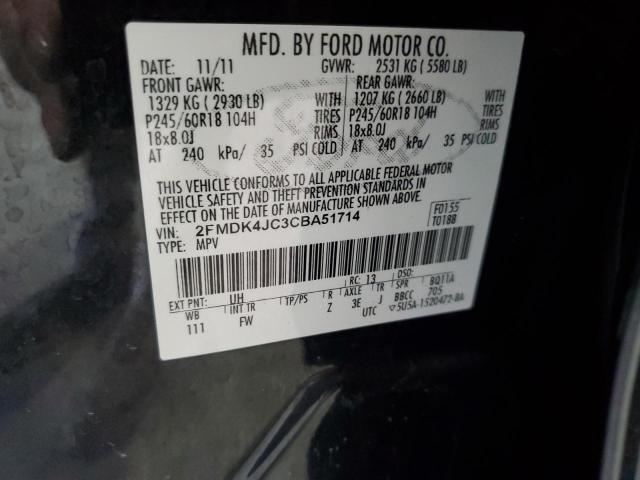 MFD. BY FORD MOTOR CO.
DATE: 11/11 GVWR: 2531 KG ( 5580 LB)
FRONT GAWR: REAR GAWR:
1329 KG ( 2930 LB) WITH 1207 KG ( 2660 LB) WITH
P245/60R18 104H TIRES P245/60R18 104H TIRES
18x8.0J RIMS 18x8.0J RIMS
AT 240 kPa/ 35 PSI COLD AT 240 kPa/ 35 PSI COLD
THIS VEHICLE CONFORMS TO ALL APPLICABLE FEDERAL MOTOR
VEHICLE SAFETY AND THEFT PREVENTION STANDARDS IN
EFFECT ON THE DATE OF MANUFACTURE SHOWN ABOVE.
VIN: 2FMDK4JC3CBA51714 F0155
TYPE: MPV T0188
EXT PNT: UH RC: 13 DSO:
WB INT TR TP/PS R AXLE TR SPR BQ11A
111 FW Z 3E J BBCC 705
UTC 5U5A-1520472-BA